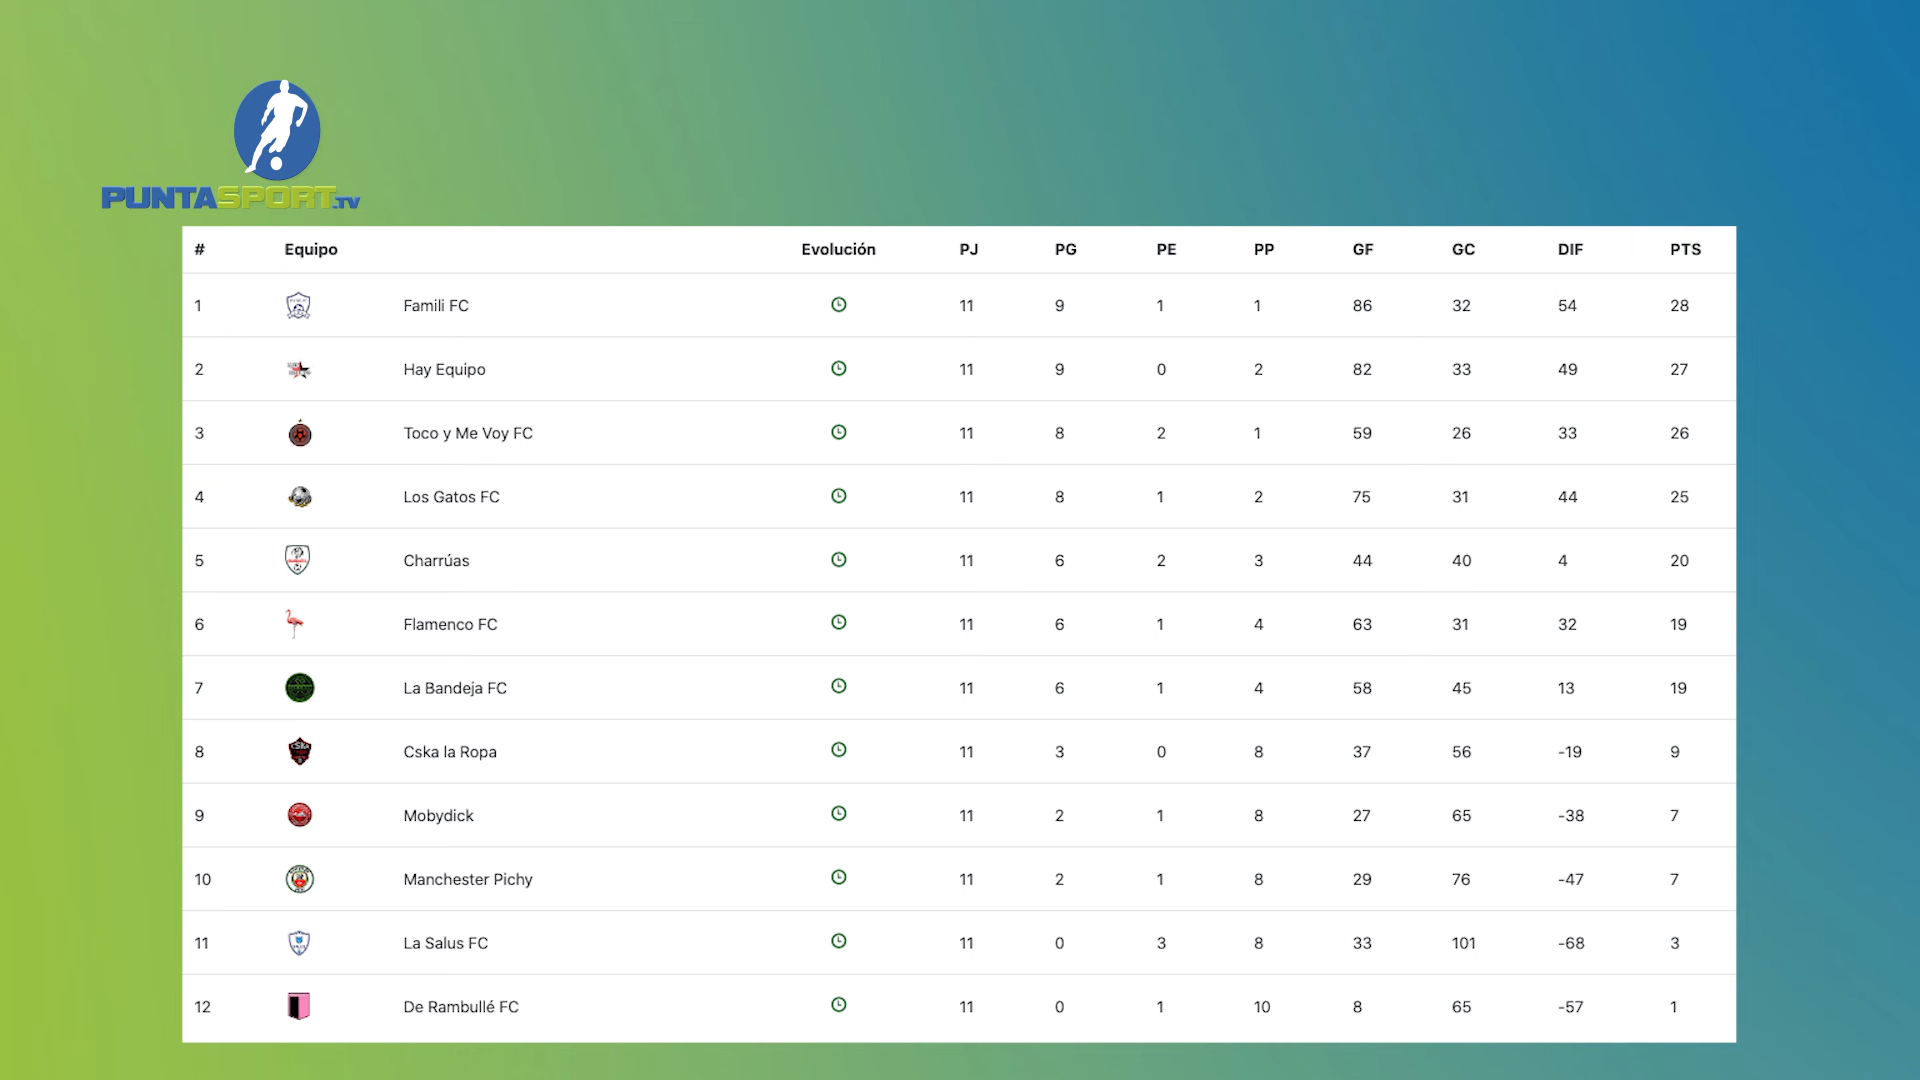 PUNTASPORT.TV
# Equipo Evolución PJ PG PE PP GF GC DIF PTS
1 Famili FC 11 9 1 1 86 32 54 28
2 Hay Equipo 11 9 0 2 82 33 49 27
3 Toco y Me Voy FC 11 8 2 1 59 26 33 26
4 Los Gatos FC 11 8 1 2 75 31 44 25
5 Charrúas 11 6 2 3 44 40 4 20
6 Flamenco FC 11 6 1 4 63 31 32 19
7 La Bandeja FC 11 6 1 4 58 45 13 19
8 Cska la Ropa 11 3 0 8 37 56 -19 9
9 Mobydick 11 2 1 8 27 65 -38 7
10 Manchester Pichy 11 2 1 8 29 76 -47 7
11 La Salus FC 11 0 3 8 33 101 -68 3
12 De Rambullé FC 11 0 1 10 8 65 -57 1